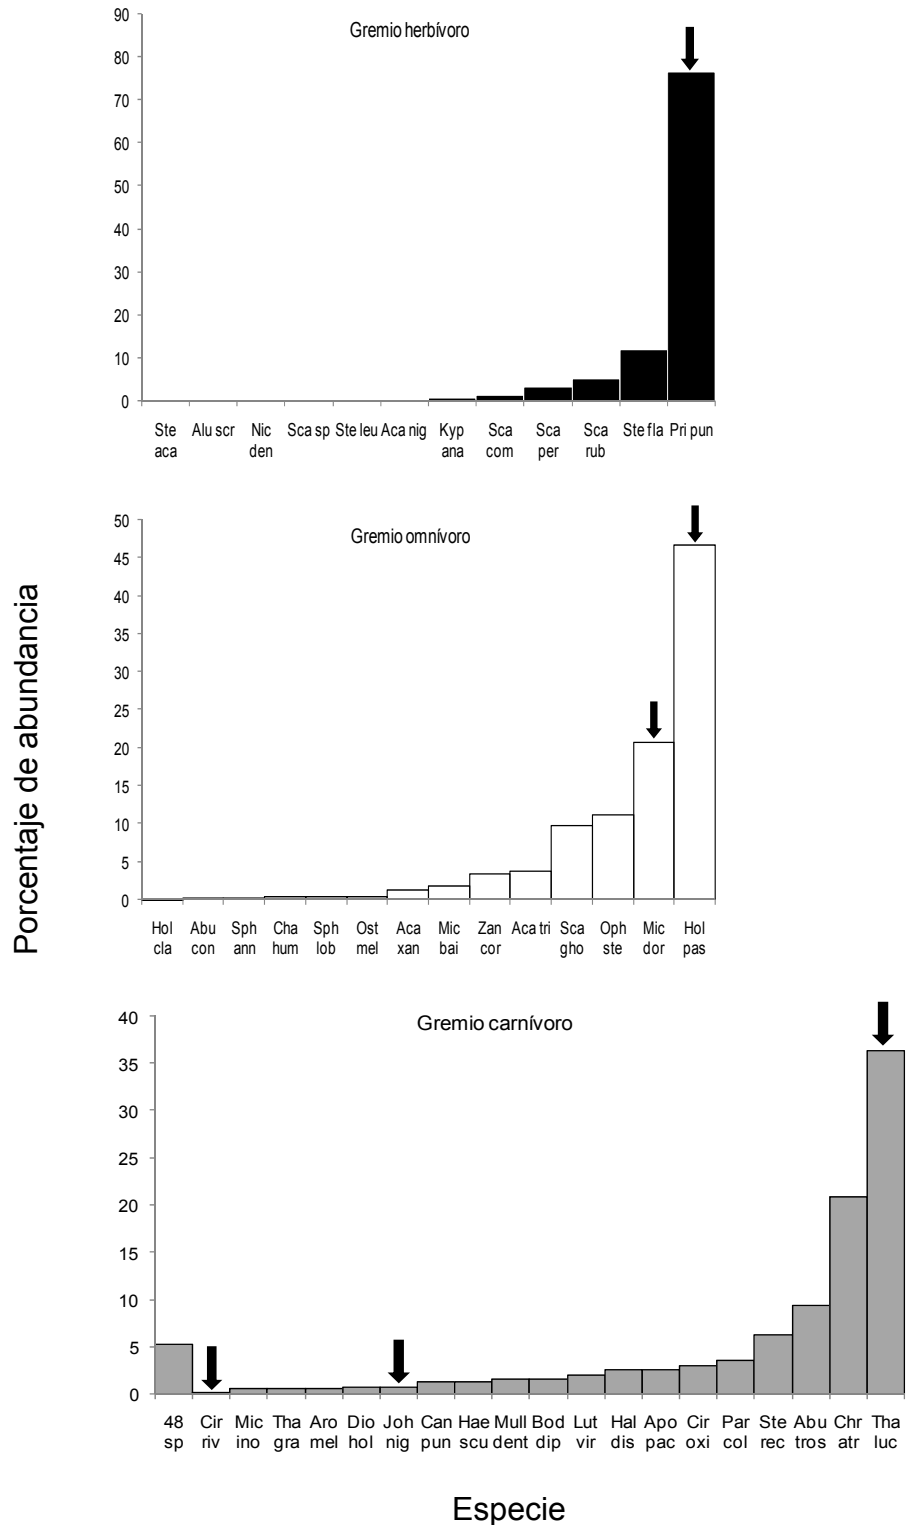 Porcentaje de abundancia
Gremio herbívoro
90
80
70
60
50
40
30
20
10
0
Ste aca
Alu scr
Nic den
Sca sp
Ste leu
Aca nig
Kyp ana
Sca com
Sca per
Sca rub
Ste fla
Pri pun
Gremio omnívoro
50
45
40
35
30
25
20
15
10
5
0
Hol cla
Abu con
Sph ann
Cha hum
Sph lob
Ost mel
Aca xan
Mic bai
Zan cor
Aca tri
Sca gho
Oph ste
Mic dor
Hol pas
Gremio carnívoro
40
35
30
25
20
15
10
5
0
48 sp
Cir riv
Mic ino
Tha gra
Aro mel
Dio hol
Joh nig
Can pun
Hae scu
Mull dent
Bod dip
Lut vir
Hal dis
Apo pac
Cir oxi
Par col
Ste rec
Abu tros
Chr atr
Tha luc
Especie